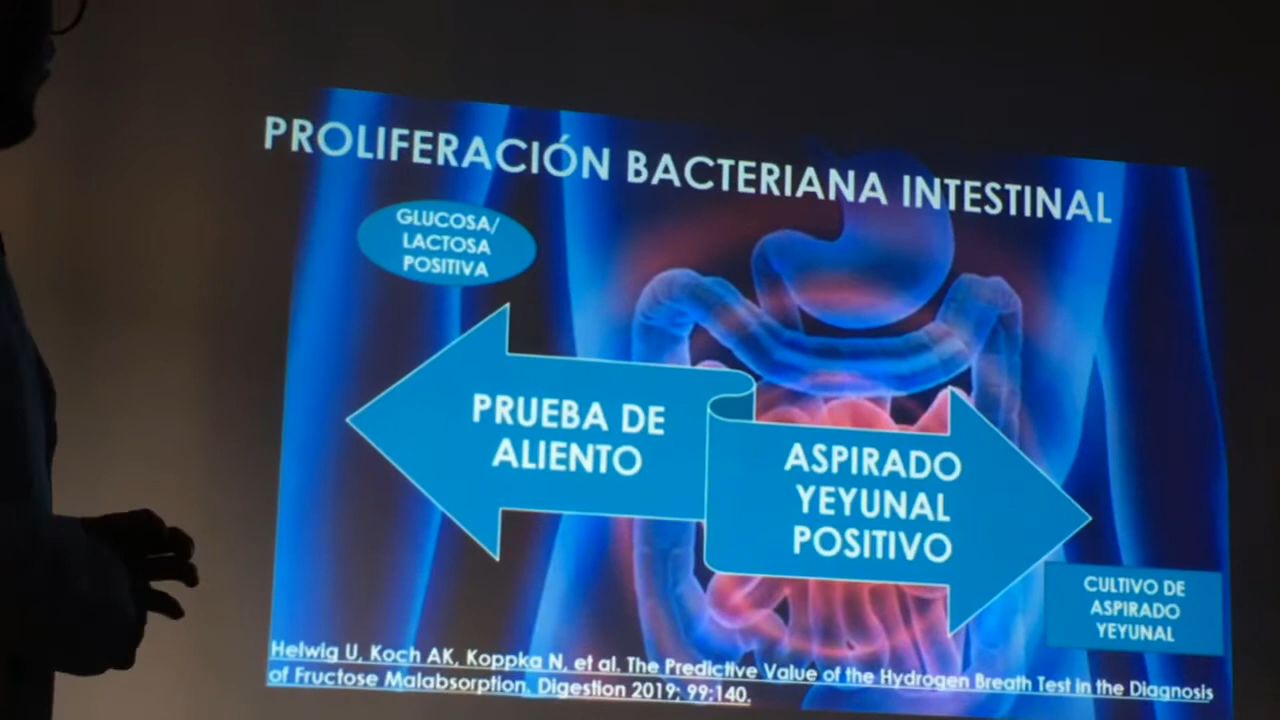 PROLIFERACIÓN BACTERIANA INTESTINAL
GLUCOSA/
LACTOSA
POSITIVA
PRUEBA DE
ALIENTO
ASPIRADO
YEYUNAL
POSITIVO
CULTIVO DE
ASPIRADO
YEYUNAL
Helwig U, Koch AK, Koppka N, et al. The Predictive Value of the Hydrogen Breath Test in the Diagnosis
of Fructose Malabsorption. Digestion 2019; 99:140.